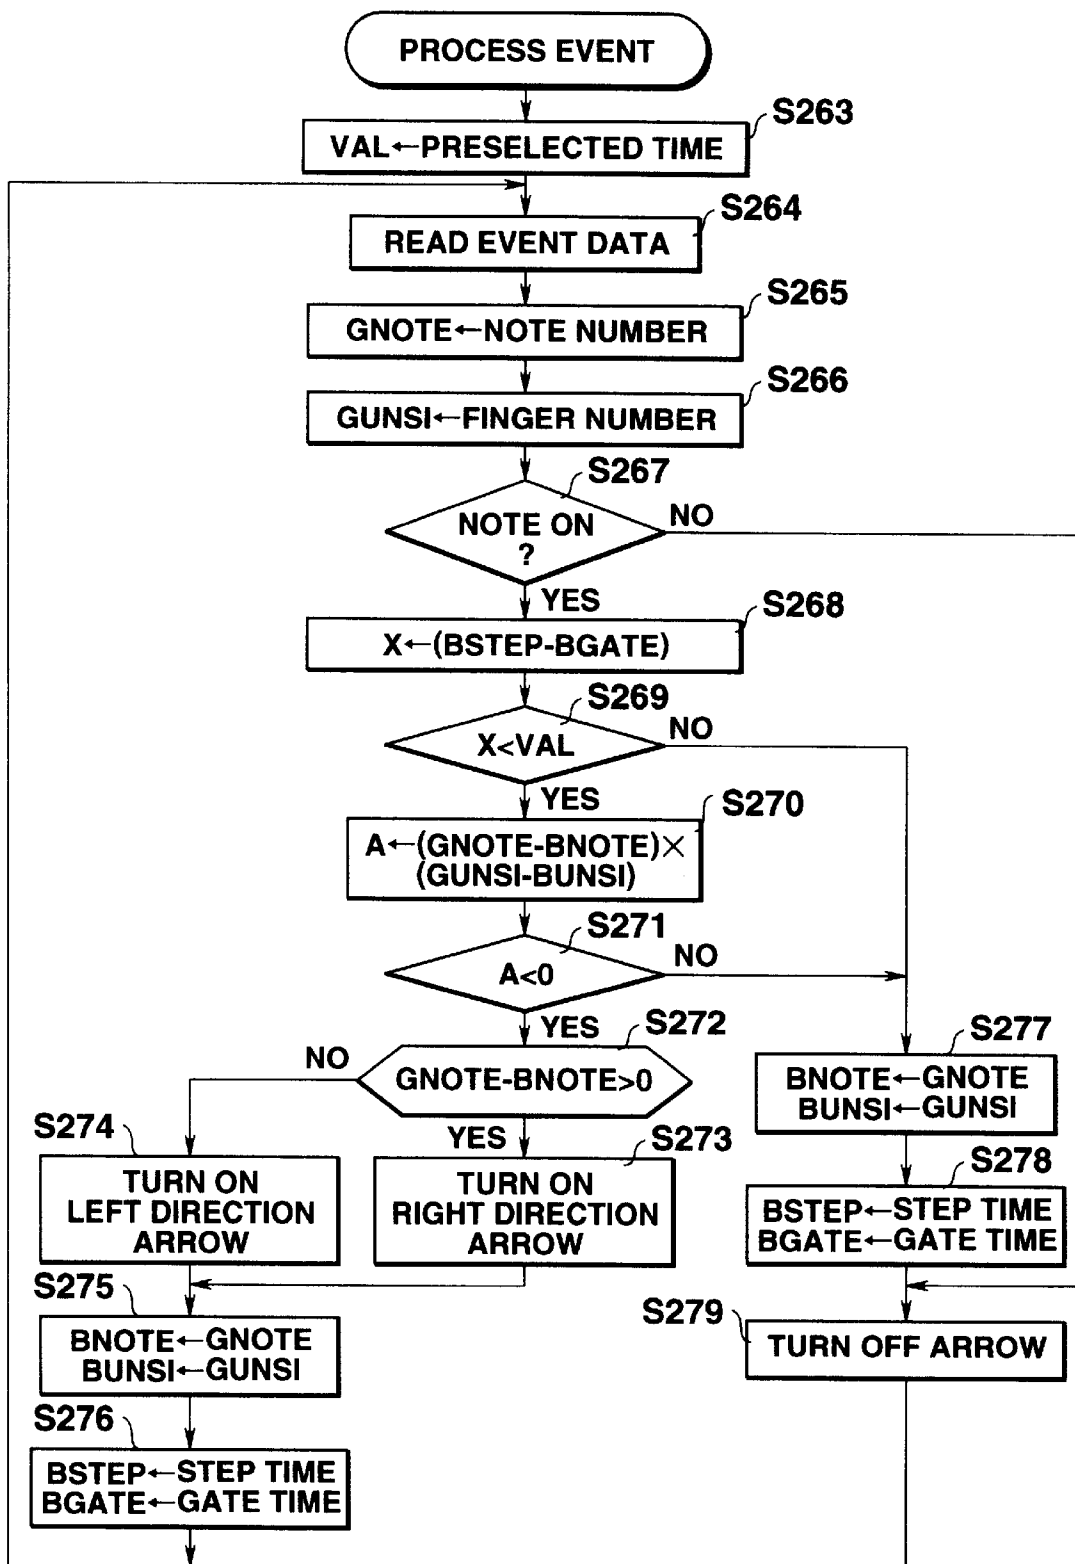 PROCESS EVENT
S263
VAL←PRESELECTED TIME
S264
READ EVENT DATA
S265
GNOTE←NOTE NUMBER
S266
GUNSI←FINGER NUMBER
S267
NOTE ON
?
NO
YES
S268
X←(BSTEP-BGATE)
S269
X<VAL
NO
YES
S270
A←(GNOTE-BNOTE)×
(GUNSI-BUNSI)
S271
A<0
NO
YES
S272
GNOTE-BNOTE>0
NO
YES
S274
TURN ON
LEFT DIRECTION
ARROW
S273
TURN ON
RIGHT DIRECTION
ARROW
S277
BNOTE←GNOTE
BUNSI←GUNSI
S278
BSTEP←STEP TIME
BGATE←GATE TIME
S275
BNOTE←GNOTE
BUNSI←GUNSI
S279
TURN OFF ARROW
S276
BSTEP←STEP TIME
BGATE←GATE TIME